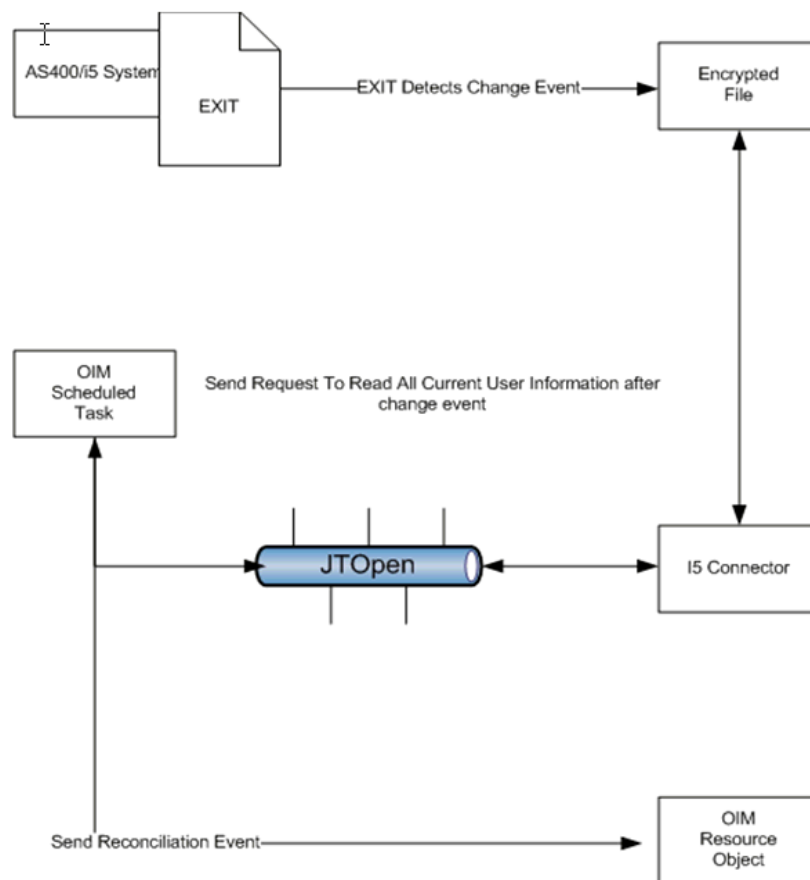 AS400/i5 System
EXIT
EXIT Detects Change Event
Encrypted
File
OIM
Scheduled
Task
Send Request To Read All Current User Information after
change event
JTOpen
I5 Connector
Send Reconciliation Event
OIM
Resource
Object